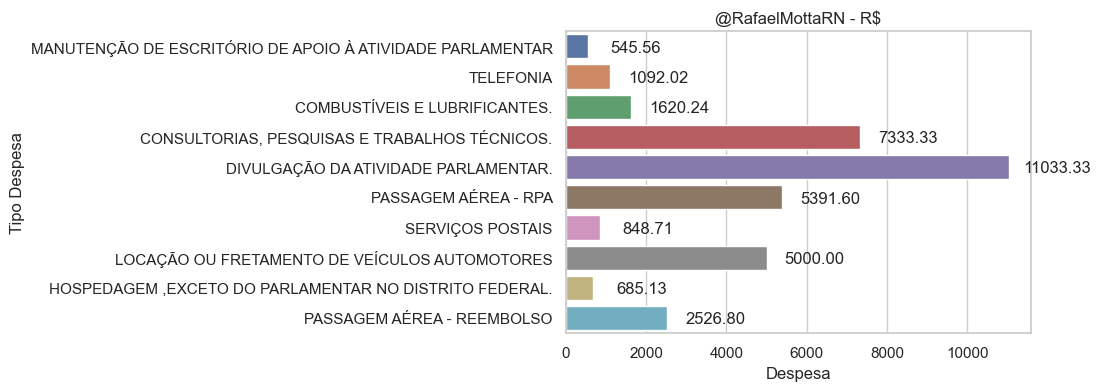 @RafaelMottaRN - R$
MANUTENÇÃO DE ESCRITÓRIO DE APOIO À ATIVIDADE PARLAMENTAR 545.56
TELEFONIA 1092.02
COMBUSTÍVEIS E LUBRIFICANTES. 1620.24
CONSULTORIAS, PESQUISAS E TRABALHOS TÉCNICOS. 7333.33
DIVULGAÇÃO DA ATIVIDADE PARLAMENTAR. 11033.33
PASSAGEM AÉREA - RPA 5391.60
SERVIÇOS POSTAIS 848.71
LOCAÇÃO OU FRETAMENTO DE VEÍCULOS AUTOMOTORES 5000.00
HOSPEDAGEM ,EXCETO DO PARLAMENTAR NO DISTRITO FEDERAL. 685.13
PASSAGEM AÉREA - REEMBOLSO 2526.80
Tipo Despesa
0 2000 4000 6000 8000 10000
Despesa